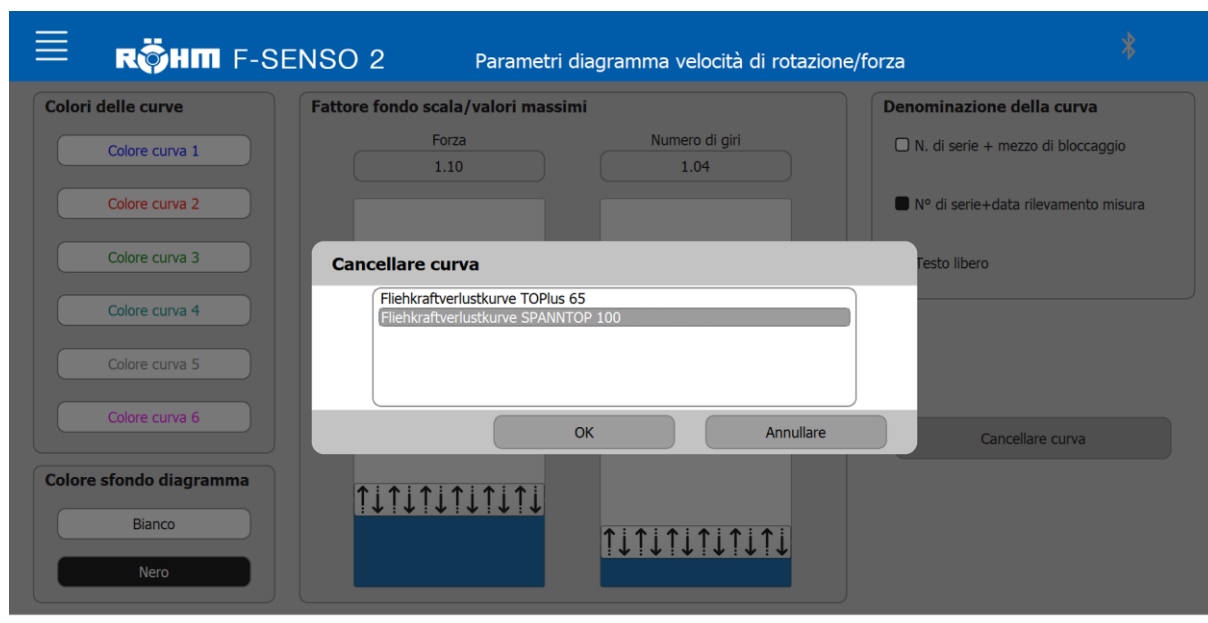 RÖHM F-SENSO 2
Parametri diagramma velocità di rotazione/forza
Colori delle curve
Colore curva 1
Colore curva 2
Colore curva 3
Colore curva 4
Colore curva 5
Colore curva 6
Colore sfondo diagramma
Bianco
Nero
Fattore fondo scala/valori massimi
Forza
1.10
Numero di giri
1.04
Denominazione della curva
N. di serie + mezzo di bloccaggio
N° di serie+data rilevamento misura
Testo libero
Cancellare curva
Cancellare curva
Fliehkraftverlustkurve TOPlus 65
Fliehkraftverlustkurve SPANNTOP 100
OK
Annullare